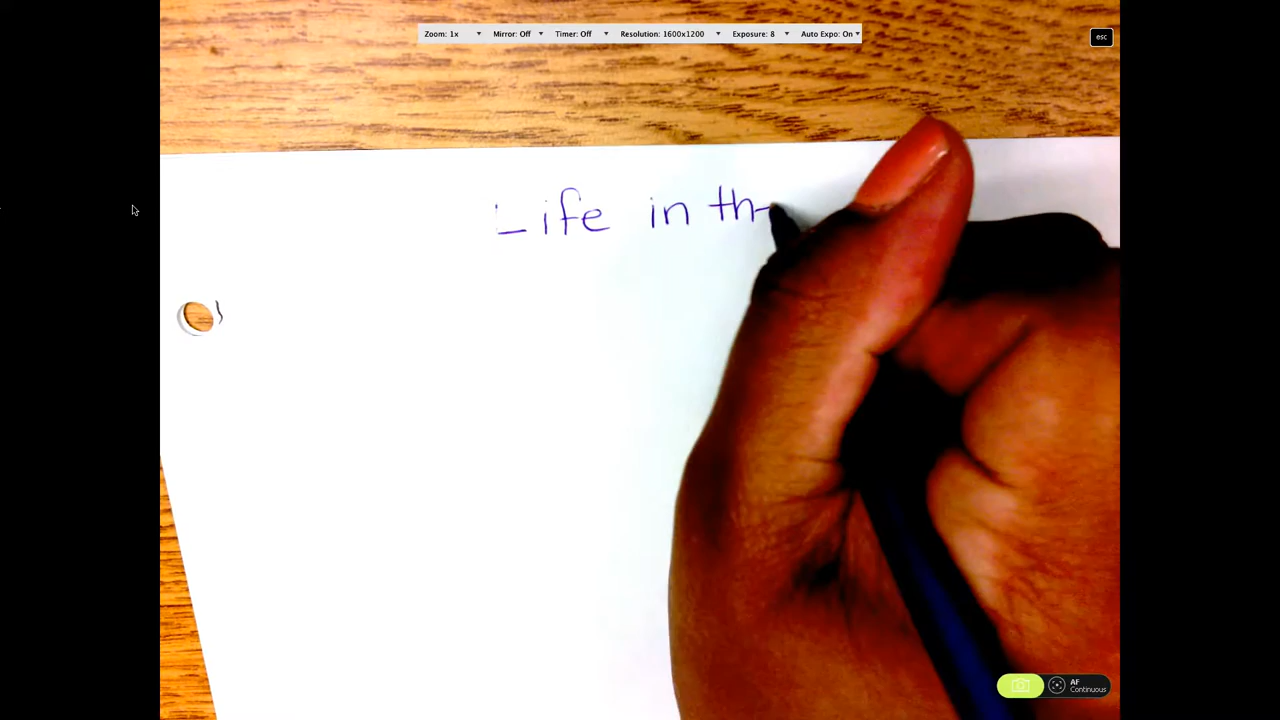 Zoom: 1x Mirror: Off Timer: Off Resolution: 1600x1200 Exposure: 8 Auto Expo: On
esc
Life in th
AF
Continuous